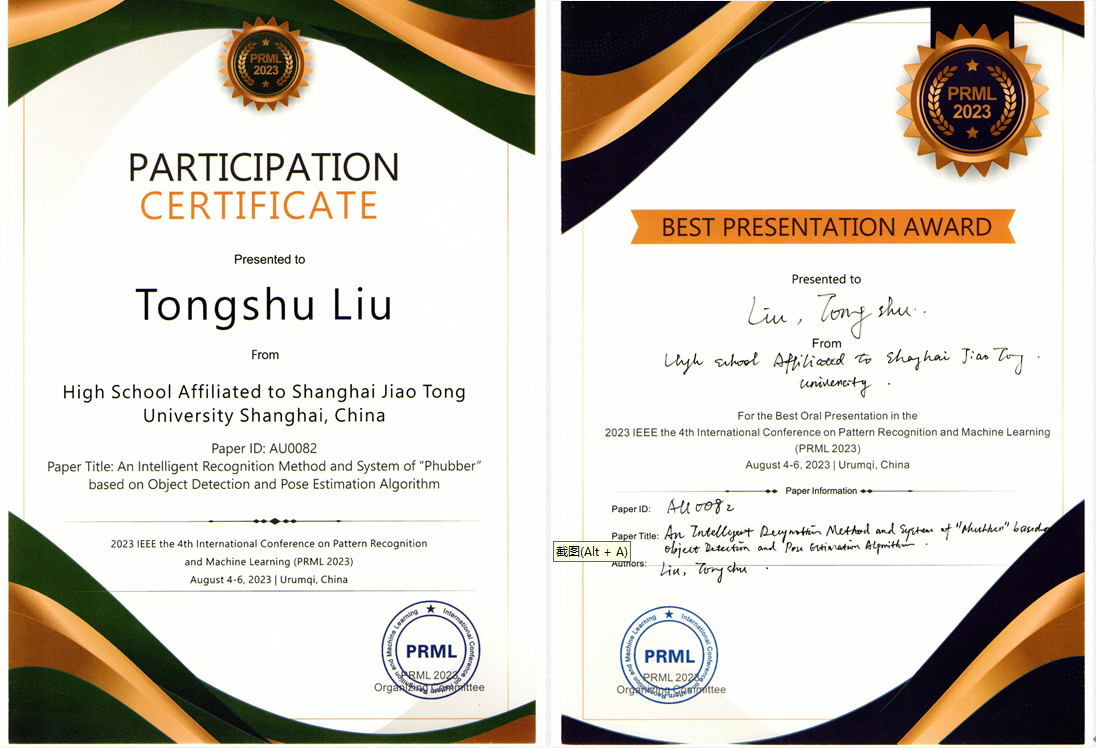 PRML
2023
PARTICIPATION
CERTIFICATE
Presented to
Tongshu Liu
From
High School Affiliated to Shanghai Jiao Tong
University Shanghai, China
Paper ID: AU0082
Paper Title: An Intelligent Recognition Method and System of "Phubber"
based on Object Detection and Pose Estimation Algorithm
2023 IEEE the 4th International Conference on Pattern Recognition
and Machine Learning (PRML 2023)
August 4-6, 2023 | Urumqi, China
International Conference on Pattern Recognition and Machine Learning
PRML
PRML 2023
Organizing Committee
PRML
2023
BEST PRESENTATION AWARD
Presented to
Liu, Tongshu.
From
High school Affiliated to Shaghai Jiao Tong
univercity.
For the Best Oral Presentation in the
2023 IEEE the 4th International Conference on Pattern Recognition and Machine Learning
(PRML 2023)
August 4-6, 2023 | Urumqi, China
Paper Information
Paper ID: AU0082
Paper Title: An Intelligent Recognition Method and System of "Phubber" based on
Object Detection and Pose Estimation Algorithm.
截图(Alt + A)
Authors: Liu, Tongshu.
International Conference on Pattern Recognition and Machine Learning
PRML
PRML 2023
Organizing Committee